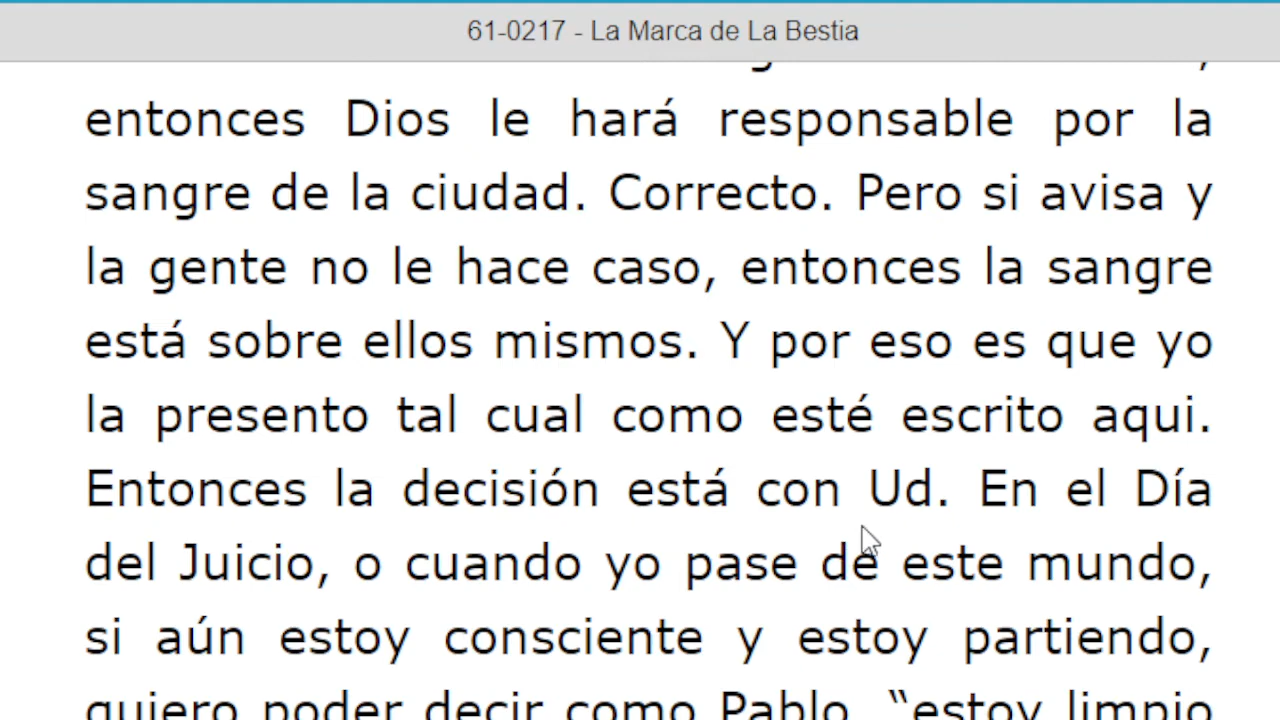 61-0217 - La Marca de La Bestia
entonces Dios le hará responsable por la
sangre de la ciudad. Correcto. Pero si avisa y
la gente no le hace caso, entonces la sangre
está sobre ellos mismos. Y por eso es que yo
la presento tal cual como esté escrito aqui.
Entonces la decisión está con Ud. En el Día
del Juicio, o cuando yo pase de este mundo,
si aún estoy consciente y estoy partiendo,
quiero poder decir como Pablo, “estoy limpio